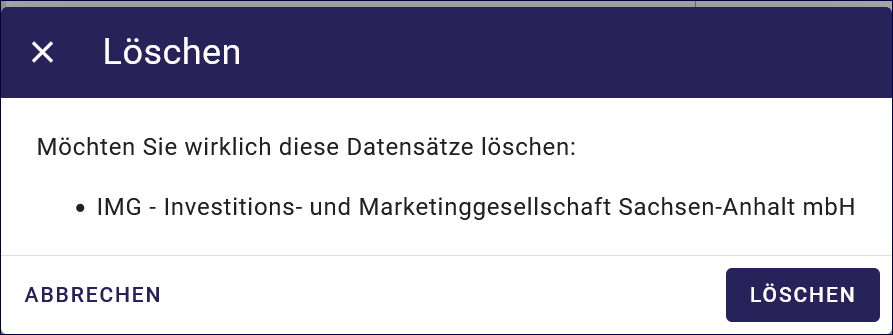 Löschen
Möchten Sie wirklich diese Datensätze löschen:
• IMG - Investitions- und Marketinggesellschaft Sachsen-Anhalt mbH
ABBRECHEN
LÖSCHEN